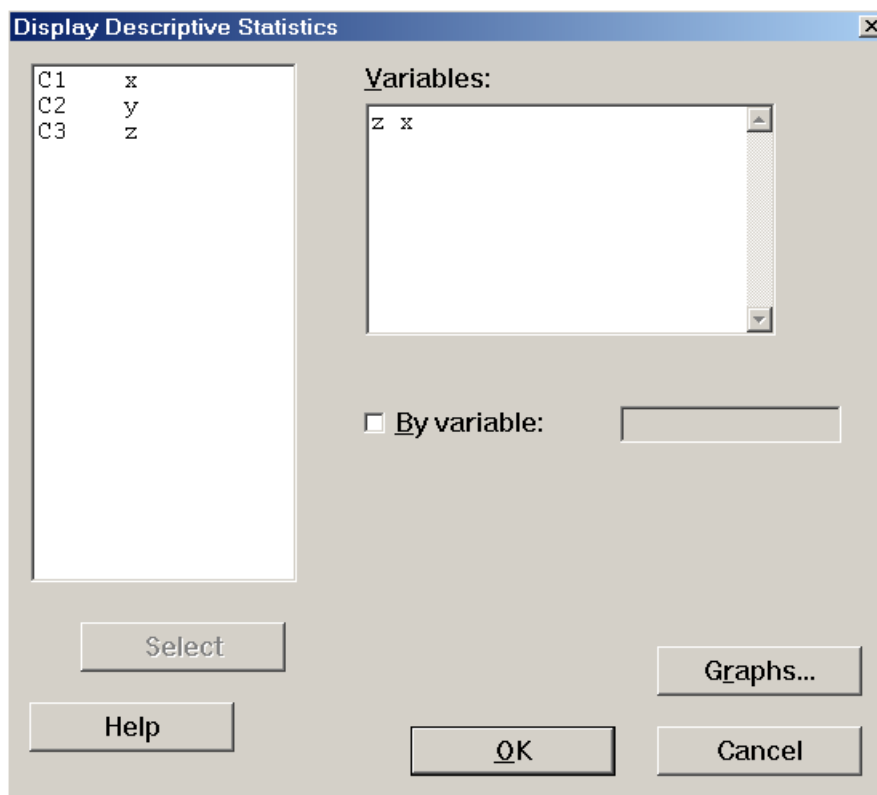 Display Descriptive Statistics
C1 x
C2 y
C3 z
Variables:
z x
By variable:
Select
Graphs...
Help
OK
Cancel